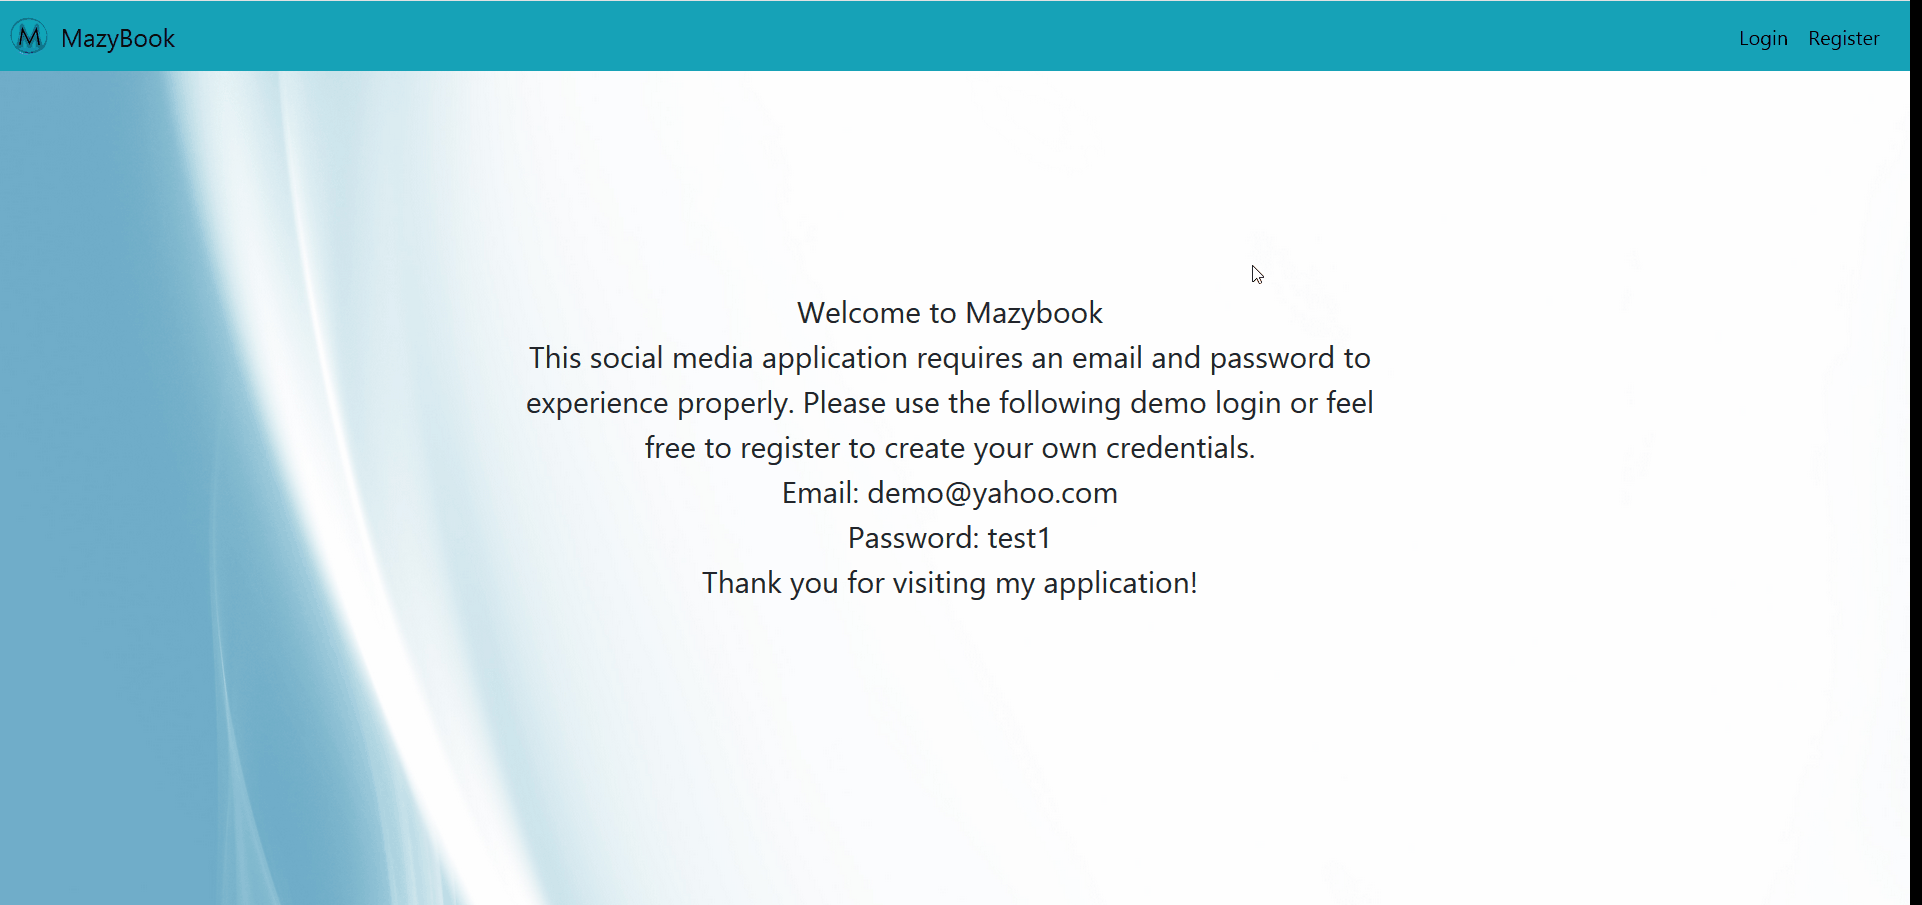 M MazyBook
Login Register
Welcome to Mazybook
This social media application requires an email and password to
experience properly. Please use the following demo login or feel
free to register to create your own credentials.
Email: demo@yahoo.com
Password: test1
Thank you for visiting my application!